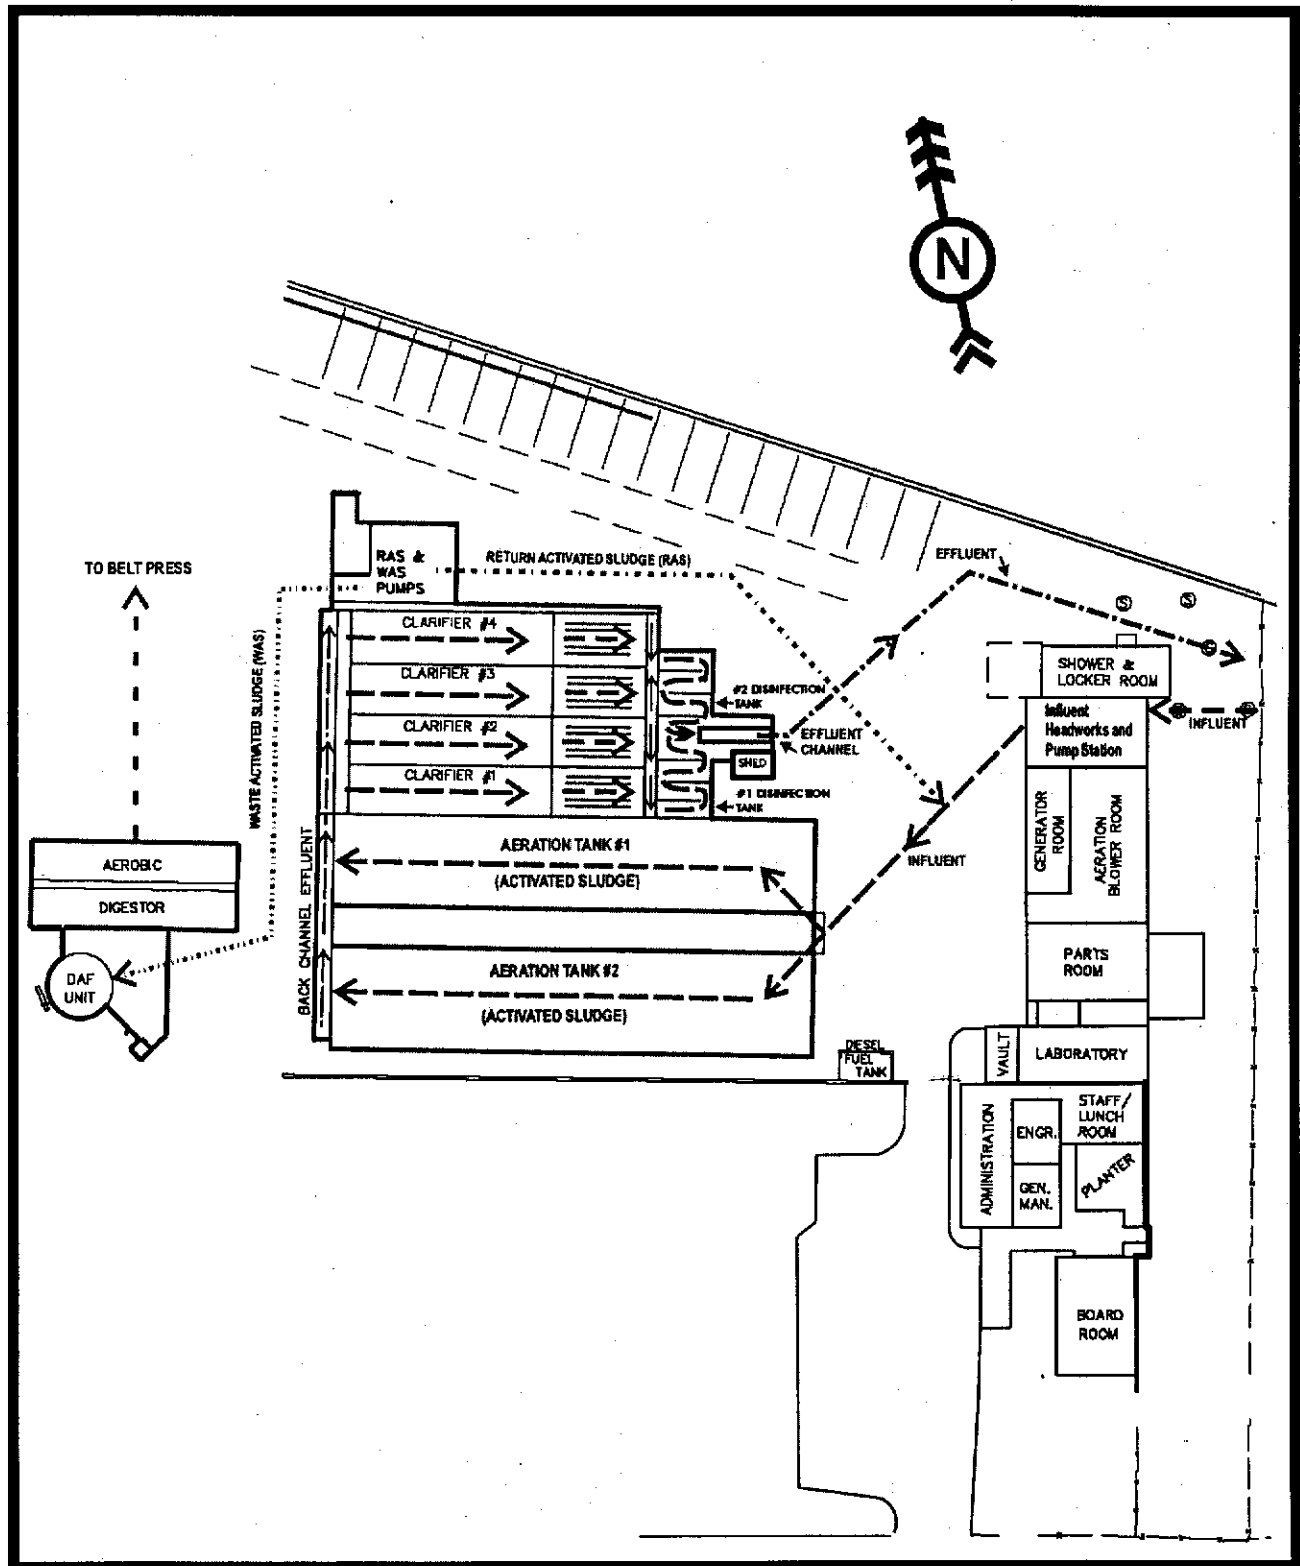 N
TO BELT PRESS
RAS &
WAS
PUMPS
RETURN ACTIVATED SLUDGE (RAS)
EFFLUENT
S
S
S
SHOWER &
LOCKER ROOM
INFLUENT
Influent
Headworks and
Pump Station
CLARIFIER #4
CLARIFIER #3
CLARIFIER #2
CLARIFIER #1
#2 DISINFECTION
TANK
EFFLUENT
CHANNEL
SHED
#1 DISINFECTION
TANK
WASTE ACTIVATED SLUDGE (WAS)
GENERATOR
ROOM
AERATION
BLOWER ROOM
INFLUENT
AERATION TANK #1
(ACTIVATED SLUDGE)
AEROBIC
DIGESTOR
BACK CHANNEL EFFLUENT
DAF
UNIT
AERATION TANK #2
(ACTIVATED SLUDGE)
PARTS
ROOM
DIESEL
FUEL
TANK
VAULT
LABORATORY
ADMINISTRATION
ENGR.
STAFF/
LUNCH
ROOM
GEN.
MAN.
PLANTER
BOARD
ROOM